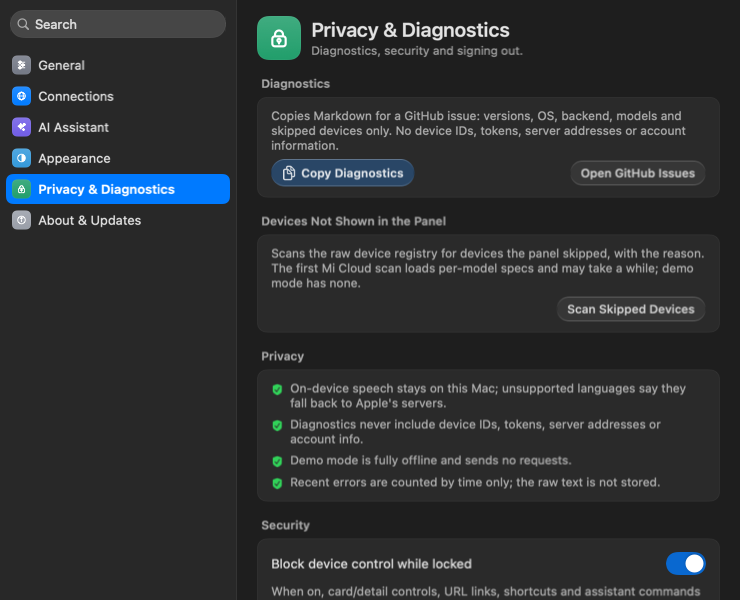 Search
General
Connections
AI Assistant
Appearance
Privacy & Diagnostics
About & Updates
Privacy & Diagnostics
Diagnostics, security and signing out.
Diagnostics
Copies Markdown for a GitHub issue: versions, OS, backend, models and
skipped devices only. No device IDs, tokens, server addresses or account
information.
Copy Diagnostics
Open GitHub Issues
Devices Not Shown in the Panel
Scans the raw device registry for devices the panel skipped, with the reason.
The first Mi Cloud scan loads per-model specs and may take a while; demo
mode has none.
Scan Skipped Devices
Privacy
On-device speech stays on this Mac; unsupported languages say they
fall back to Apple's servers.
Diagnostics never include device IDs, tokens, server addresses or
account info.
Demo mode is fully offline and sends no requests.
Recent errors are counted by time only; the raw text is not stored.
Security
Block device control while locked
When on, card/detail controls, URL links, shortcuts and assistant commands